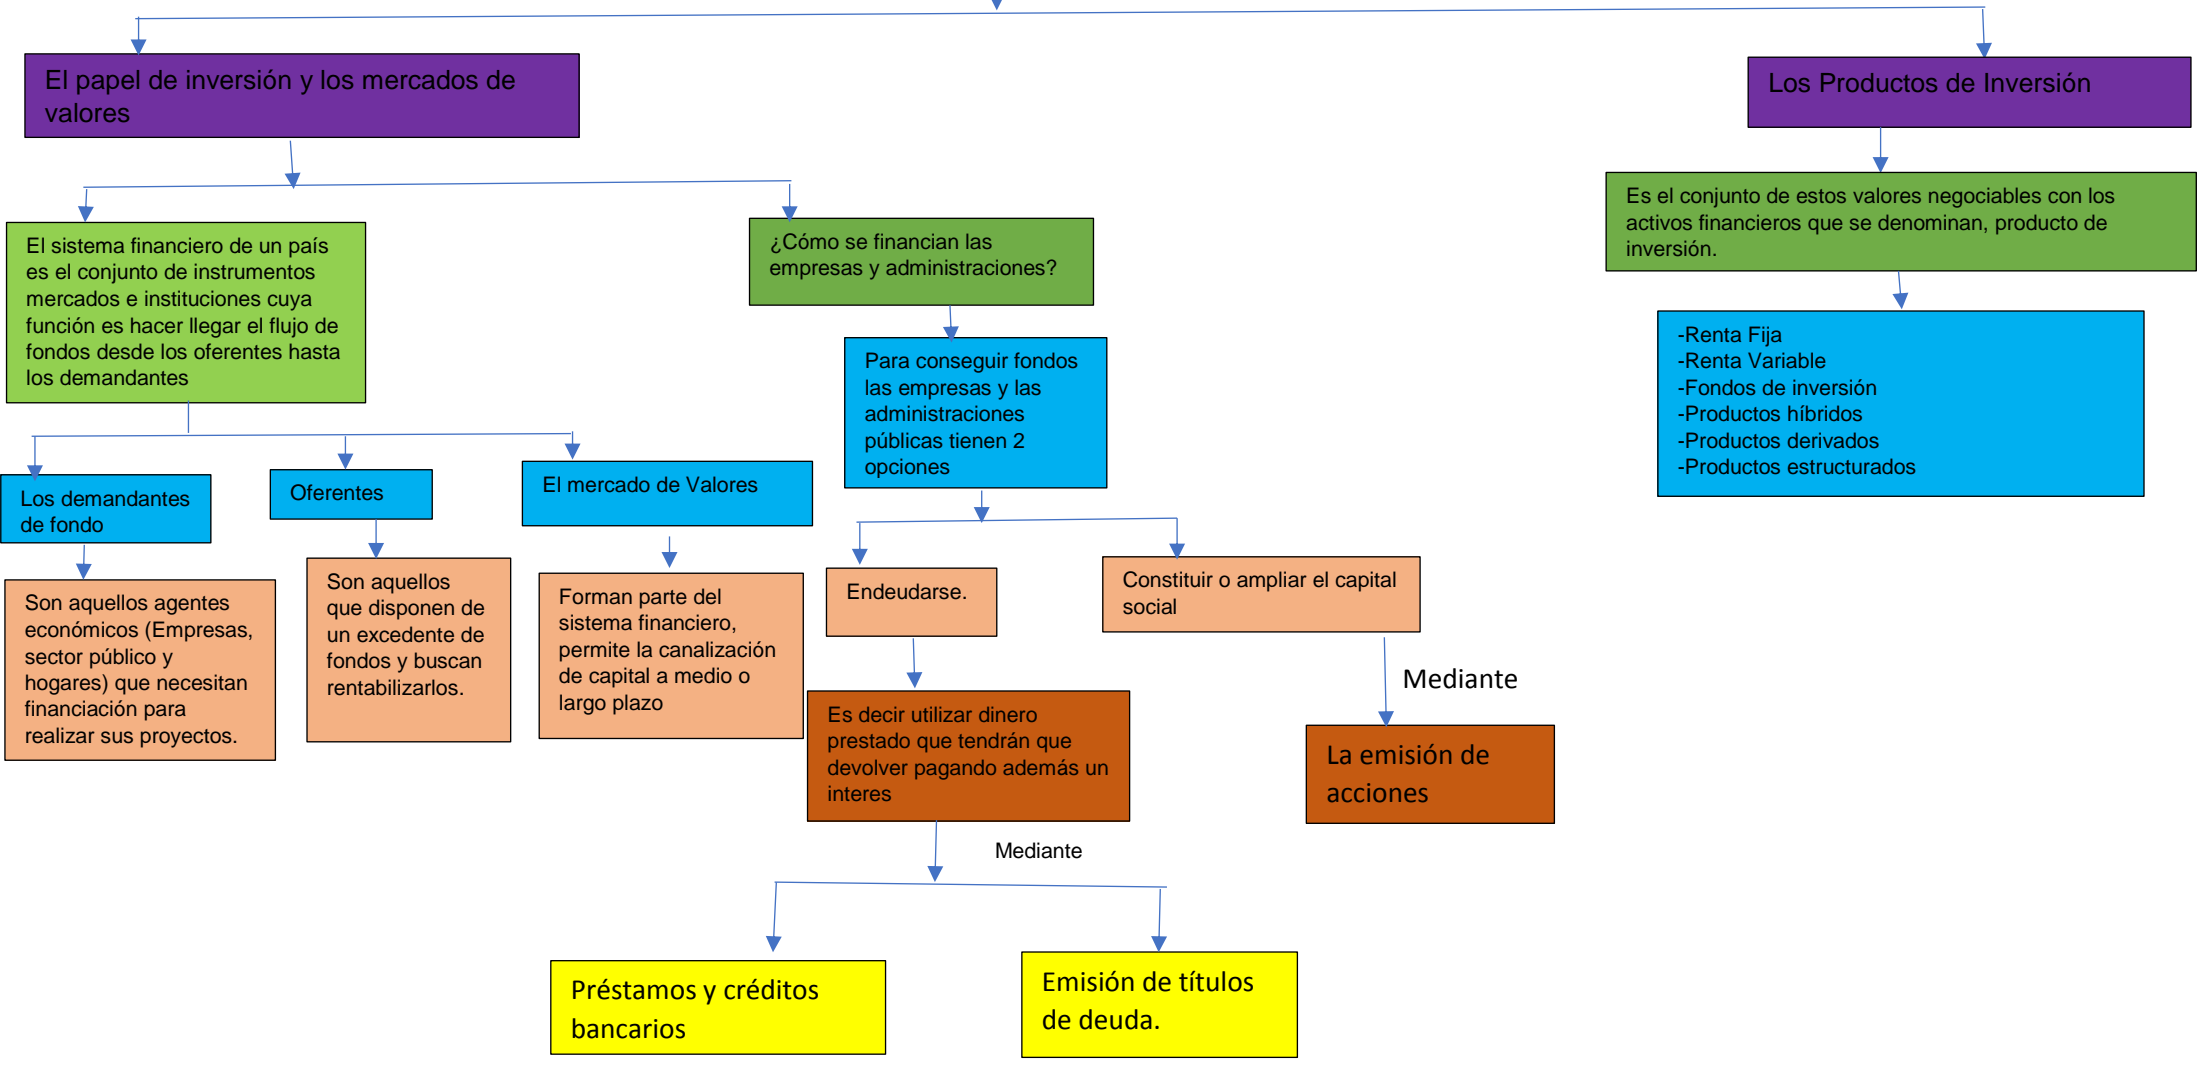 El papel de inversión y los mercados de
valores
Los Productos de Inversión
El sistema financiero de un país
es el conjunto de instrumentos
mercados e instituciones cuya
función es hacer llegar el flujo de
fondos desde los oferentes hasta
los demandantes
¿Cómo se financian las
empresas y administraciones?
Es el conjunto de estos valores negociables con los
activos financieros que se denominan, producto de
inversión.
Para conseguir fondos
las empresas y las
administraciones
públicas tienen 2
opciones
-Renta Fija
-Renta Variable
-Fondos de inversión
-Productos híbridos
-Productos derivados
-Productos estructurados
Los demandantes
de fondo
Oferentes
El mercado de Valores
Son aquellos agentes
económicos (Empresas,
sector público y
hogares) que necesitan
financiación para
realizar sus proyectos.
Son aquellos
que disponen de
un excedente de
fondos y buscan
rentabilizarlos.
Forman parte del
sistema financiero,
permite la canalización
de capital a medio o
largo plazo
Endeudarse.
Constituir o ampliar el capital
social
Mediante
Es decir utilizar dinero
prestado que tendrán que
devolver pagando además un
interes
La emisión de
acciones
Mediante
Préstamos y créditos
bancarios
Emisión de títulos
de deuda.